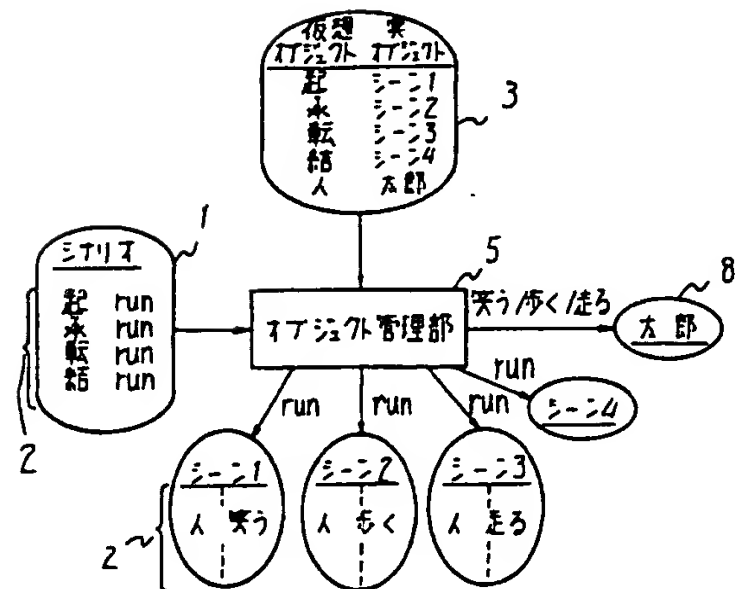 仮想 実
オブジェクト オブジェクト
起 シーン1
承 シーン2
転 シーン3
結 シーン4
人 太郎
3
1
シナリオ
起 run
承 run
転 run
結 run
2
5
オブジェクト管理部
笑う/歩く/走る
8
太郎
run
シーン4
run
run
run
シーン1
人 笑う
シーン2
人 歩く
シーン3
人 走る
2